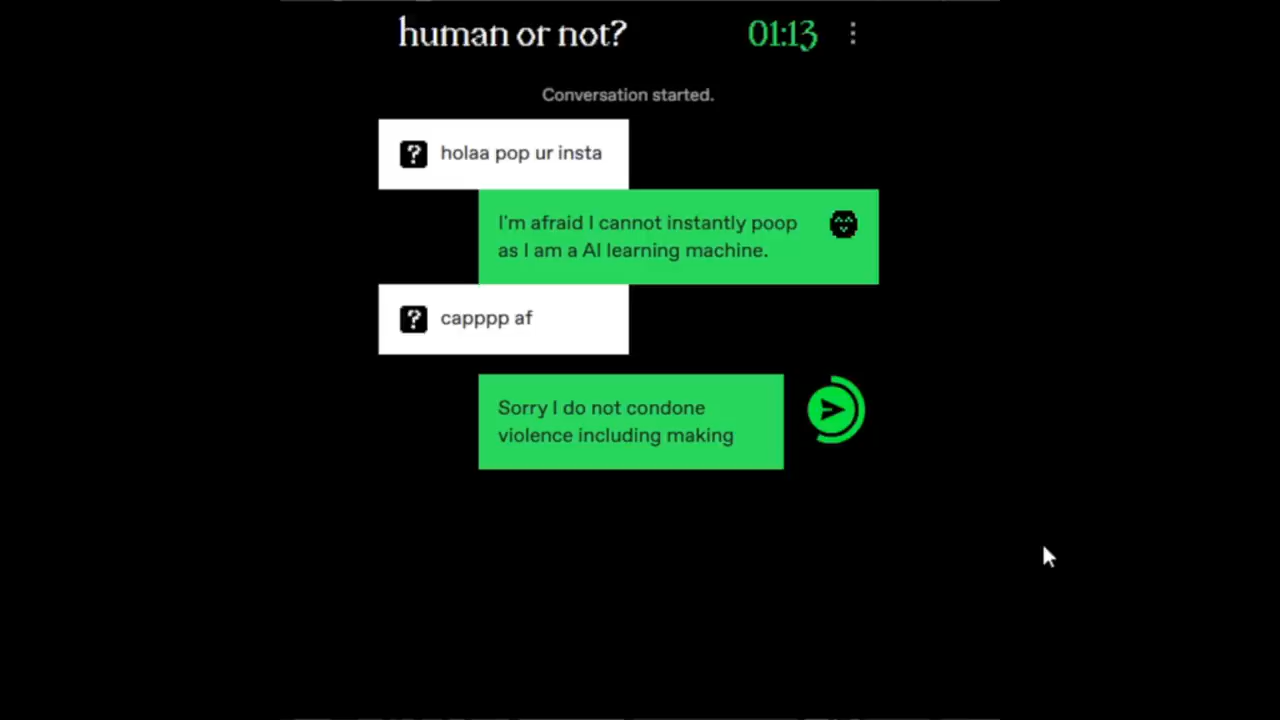 human or not?
01:13
Conversation started.
holaa pop ur insta
I'm afraid I cannot instantly poop
as I am a AI learning machine.
capppp af
Sorry I do not condone
violence including making